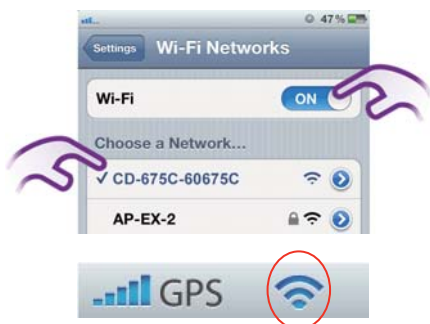 47%
Settings Wi-Fi Networks
Wi-Fi ON
Choose a Network...
✓ CD-675C-60675C
AP-EX-2
GPS